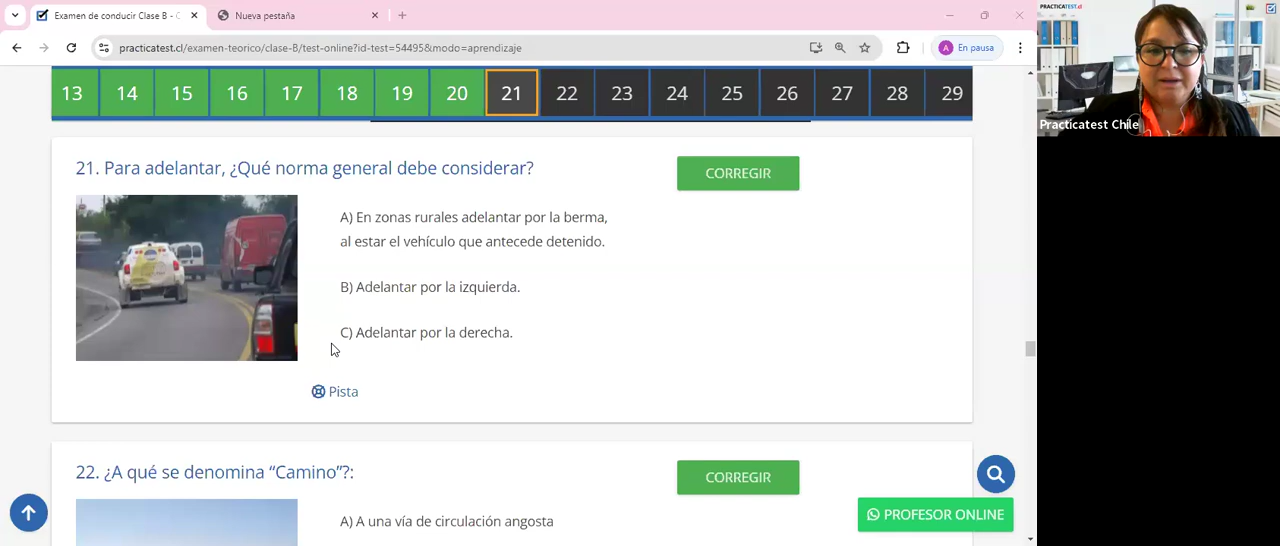 Examen de conducir Clase B - C
Nueva pestaña
practicatest.cl/examen-teorico/clase-B/test-online?id-test=54495&modo=aprendizaje
A En pausa
PRACTICATEST.cl
Practicatest Chile
13 14 15 16 17 18 19 20 21 22 23 24 25 26 27 28 29
21. Para adelantar, ¿Qué norma general debe considerar?
CORREGIR
A) En zonas rurales adelantar por la berma,
al estar el vehículo que antecede detenido.
B) Adelantar por la izquierda.
C) Adelantar por la derecha.
Pista
22. ¿A qué se denomina “Camino”?:
CORREGIR
A) A una vía de circulación angosta
PROFESOR ONLINE